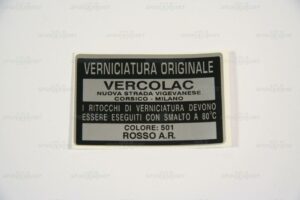 VERNICIATURA ORIGINALE
VERCOLAC
NUOVA STRADA VIGEVANESE
CORSICO - MILANO
I RITOCCHI DI VERNICIATURA DEVONO
ESSERE ESEGUITI CON SMALTO A 80°C
COLORE: 501
ROSSO A.R.